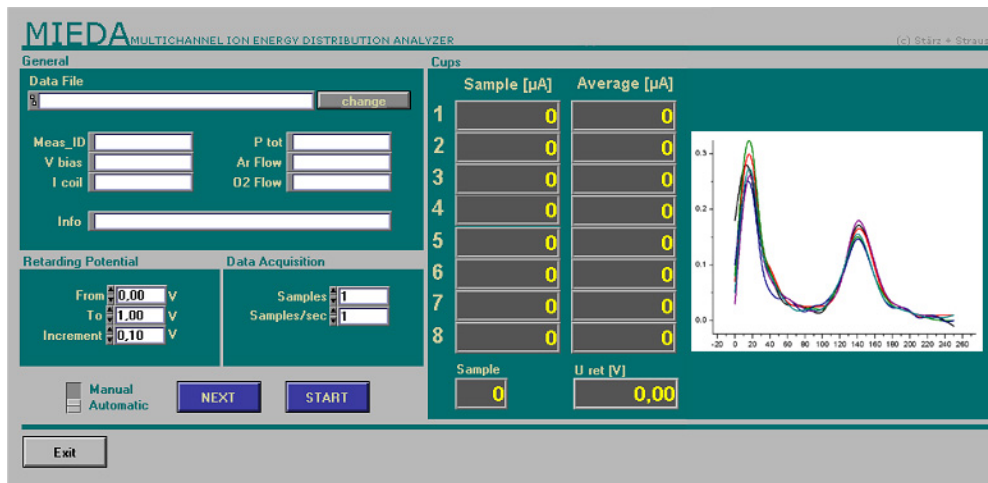 MIEDA MULTICHANNEL ION ENERGY DISTRIBUTION ANALYZER
(c) Stärz + Straus
General
Data File
change
Meas_ID
P tot
V bias
Ar Flow
I coil
O2 Flow
Info
Retarding Potential
From 0,00 V
To 1,00 V
Increment 0,10 V
Data Acquisition
Samples 1
Samples/sec 1
Manual
Automatic
NEXT
START
Cups
Sample [µA] Average [µA]
1 0 0
2 0 0
3 0 0
4 0 0
5 0 0
6 0 0
7 0 0
8 0 0
Sample
0
U ret [V]
0,00
0.3
0.2
0.1
0.0
-20 0 20 40 60 80 100 120 140 160 180 200 220 240 260
Exit